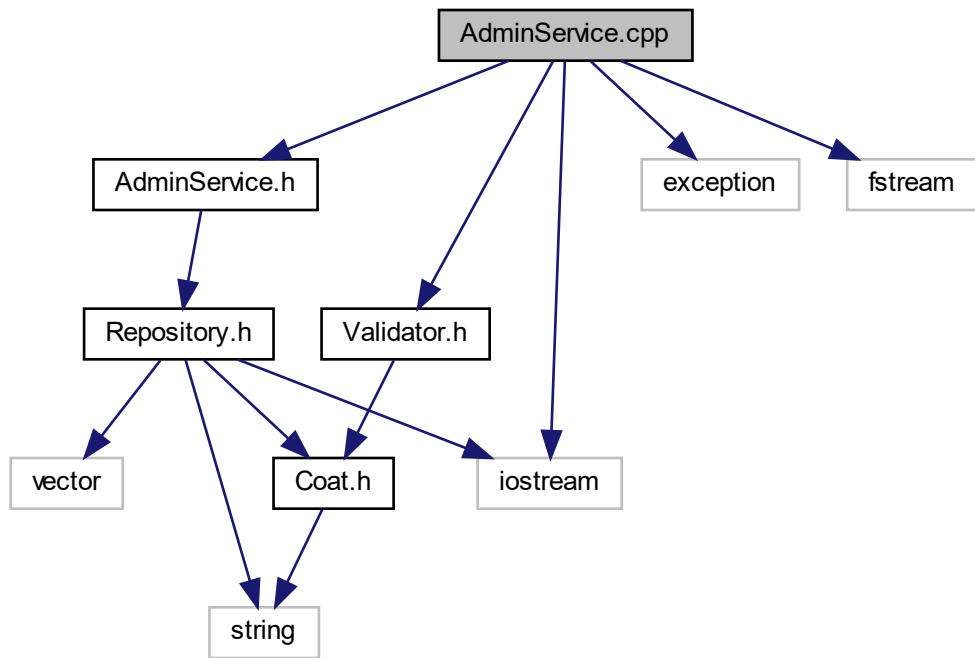 AdminService.cpp
AdminService.h
exception
fstream
Repository.h
Validator.h
vector
Coat.h
iostream
string